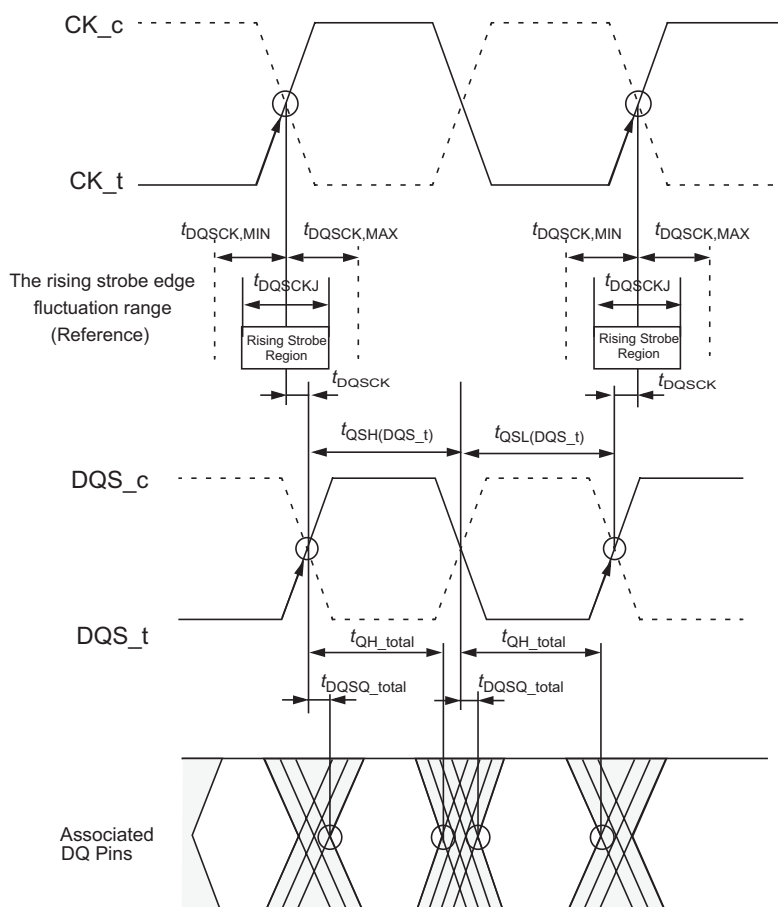 CK_c
CK_t
tDQSCK,MIN
tDQSCK,MAX
tDQSCK,MIN
tDQSCK,MAX
The rising strobe edge
fluctuation range
(Reference)
tDQSCKJ
tDQSCKJ
Rising Strobe
Region
Rising Strobe
Region
tDQSCK
tDQSCK
tQSH(DQS_t)
tQSL(DQS_t)
DQS_c
DQS_t
tQH_total
tQH_total
tDQSQ_total
tDQSQ_total
Associated
DQ Pins